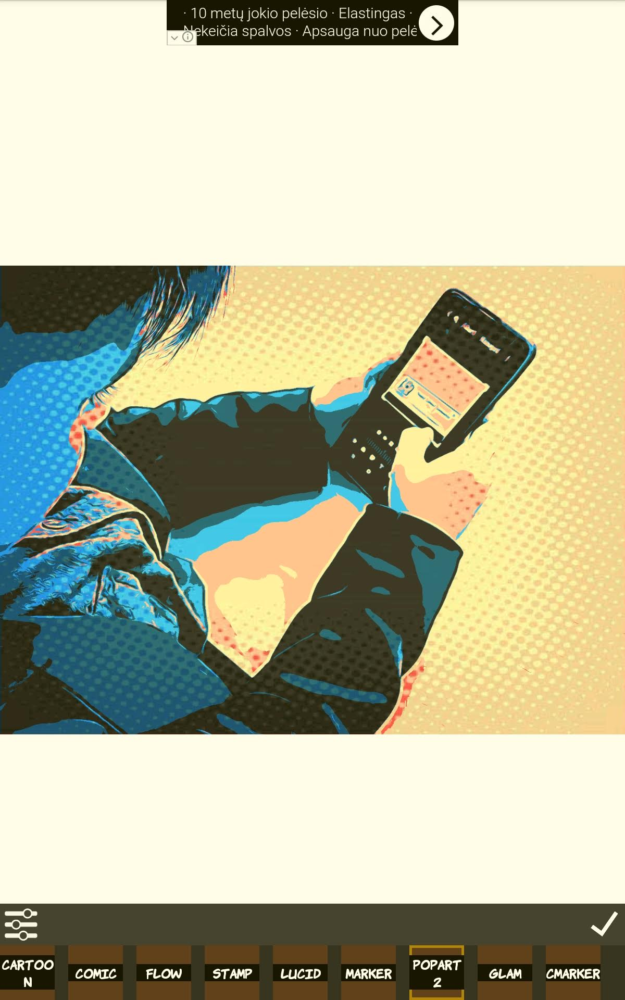 · 10 metų jokio pelėsio · Elastingas ·
Nekeičia spalvos · Apsauga nuo pelė
CARTOO
N
COMIC
FLOW
STAMP
LUCID
MARKER
POPART
2
GLAM
CMARKER